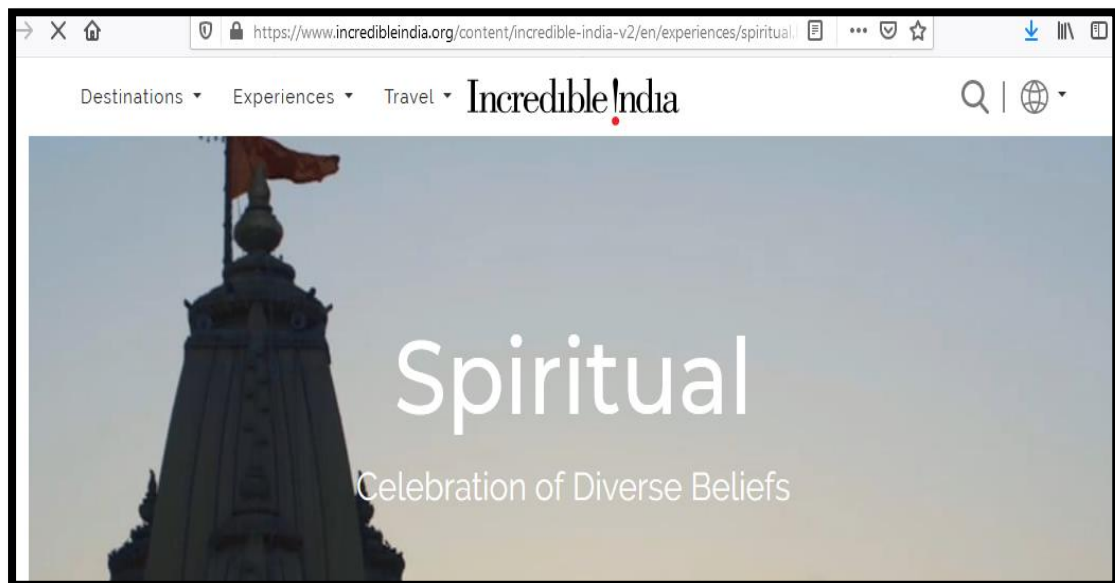 https://www.incredibleindia.org/content/incredible-india-v2/en/experiences/spiritual.
Destinations Experiences Travel Incredible !ndia
Spiritual
Celebration of Diverse Beliefs